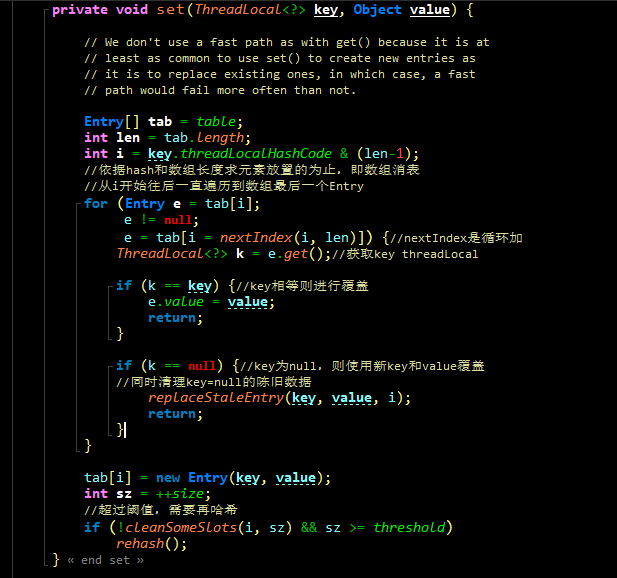 private void set(ThreadLocal<?> key, Object value) {
// We don't use a fast path as with get() because it is at
// least as common to use set() to create new entries as
// it is to replace existing ones, in which case, a fast
// path would fail more often than not.
Entry[] tab = table;
int len = tab.length;
int i = key.threadLocalHashCode & (len-1);
//依据hash和数组长度求元素放置的为止，即数组消表
//从i开始往后一直遍历到数组最后一个Entry
for (Entry e = tab[i];
e != null;
e = tab[i = nextIndex(i, len)]) {//nextIndex是循环加
ThreadLocal<?> k = e.get();//获取key threadLocal
if (k == key) {//key相等则进行覆盖
e.value = value;
return;
}
if (k == null) {//key为null，则使用新key和value覆盖
//同时清理key=null的陈旧数据
replaceStaleEntry(key, value, i);
return;
}
}
tab[i] = new Entry(key, value);
int sz = ++size;
//超过阈值，需要再哈希
if (!cleanSomeSlots(i, sz) && sz >= threshold)
rehash();
} « end set »